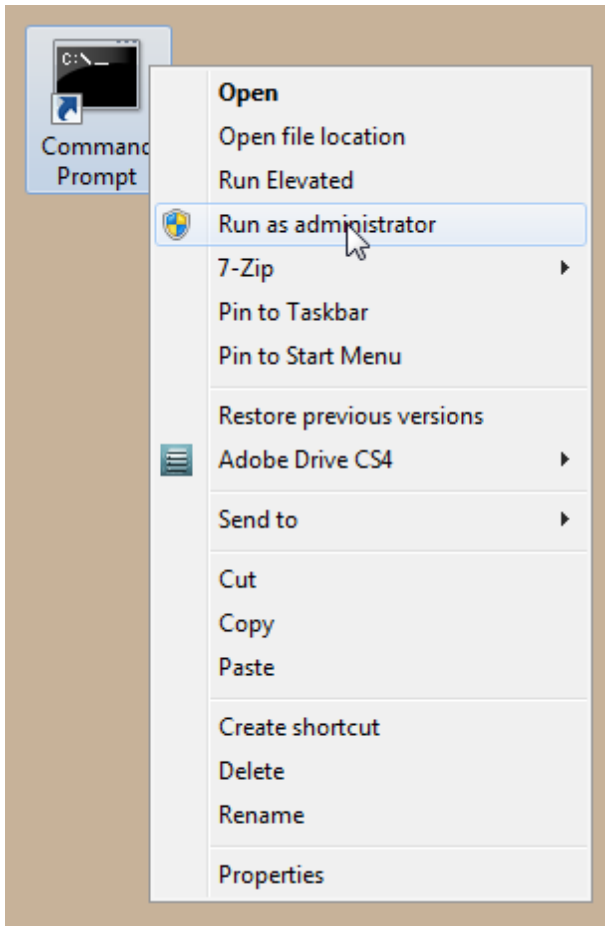 C:\_
Command
Prompt
Open
Open file location
Run Elevated
Run as administrator
7-Zip
Pin to Taskbar
Pin to Start Menu
Restore previous versions
Adobe Drive CS4
Send to
Cut
Copy
Paste
Create shortcut
Delete
Rename
Properties